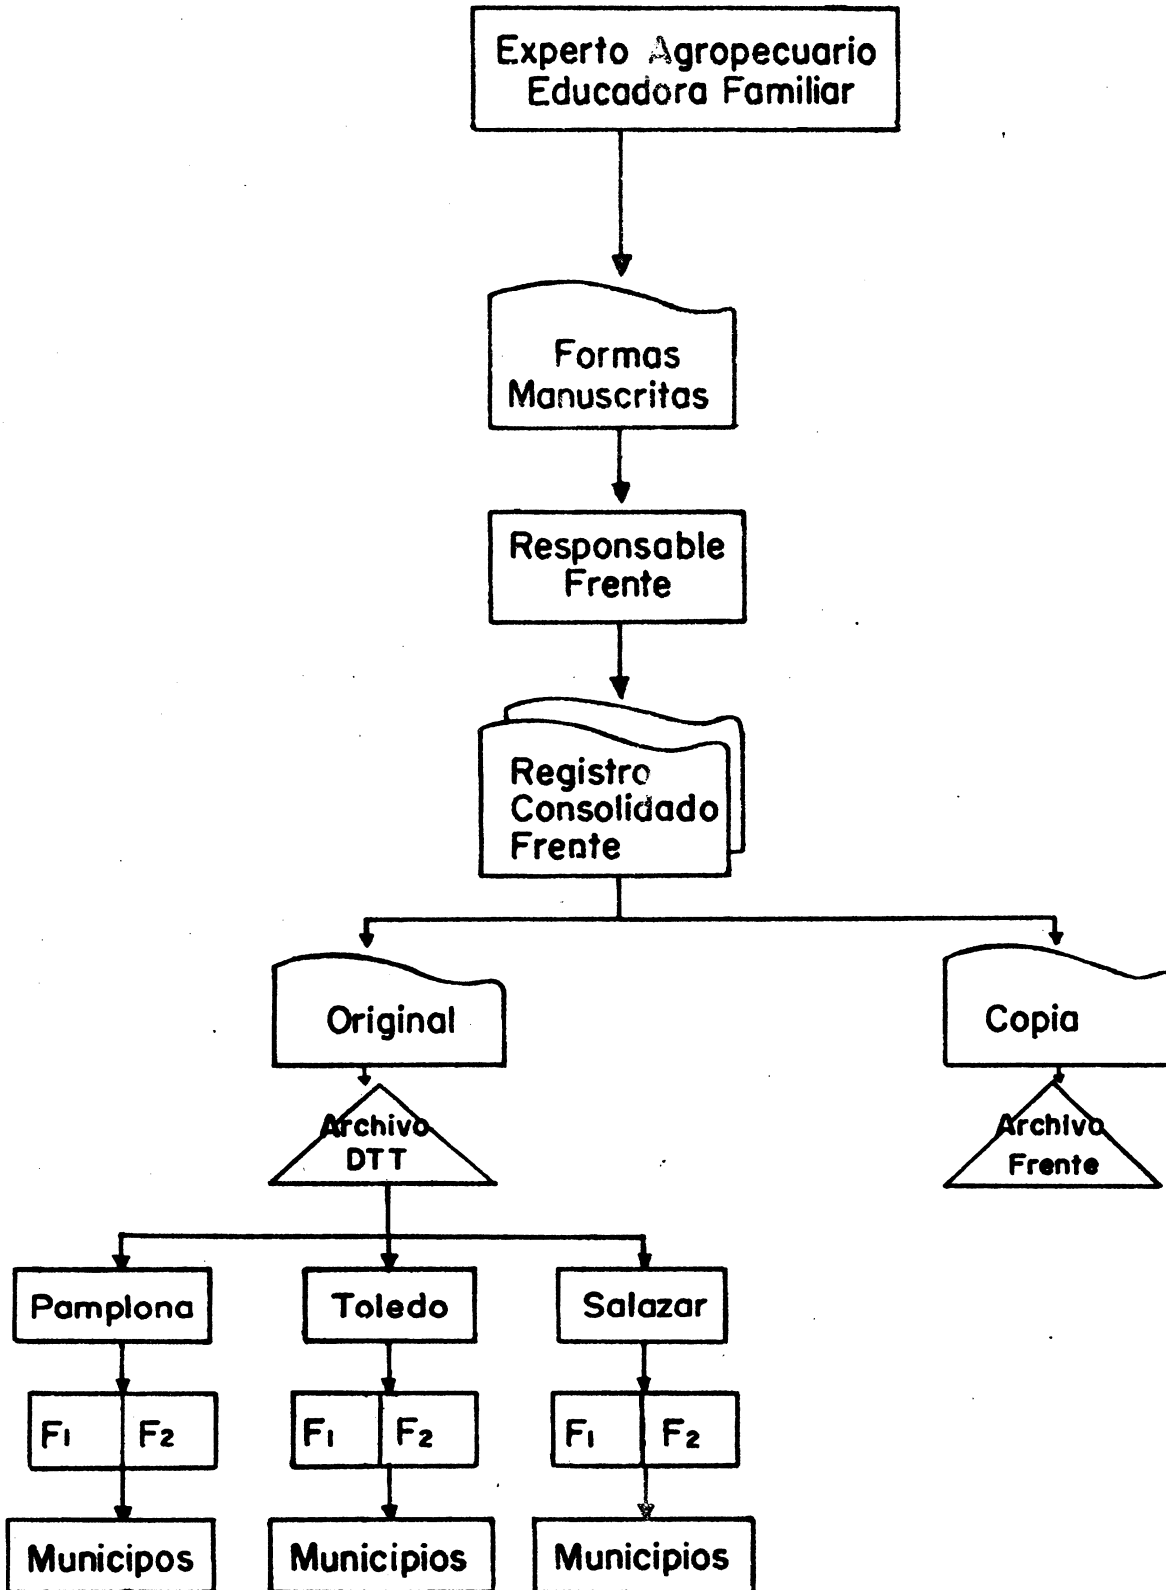 Experto Agropecuario
Educadora Familiar
Formas
Manuscritas
Responsable
Frente
Registro
Consolidado
Frente
Original
Copia
Archivo
DTT
Archivo
Frente
Pamplona
Toledo
Salazar
F1 F2
F1 F2
F1 F2
Municipos
Municipios
Municipios